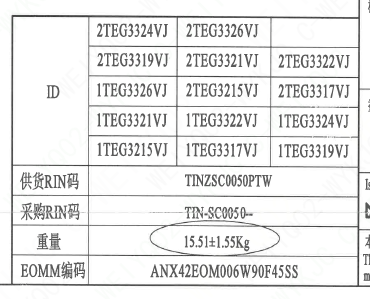 2TEG3324VJ 2TEG3326VJ
2TEG3319VJ 2TEG3321VJ 2TEG3322VJ
ID 1TEG3326VJ 2TEG3215VJ 2TEG3317VJ
1TEG3321VJ 1TEG3322VJ 1TEG3324VJ
1TEG3215VJ 1TEG3317VJ 1TEG3319VJ
供货RIN码 TINZSC0050PTW
采购RIN码 TIN-SC0050--
重量 15.51±1.55Kg
EOMM编码 ANX42EOM006W90F45SS